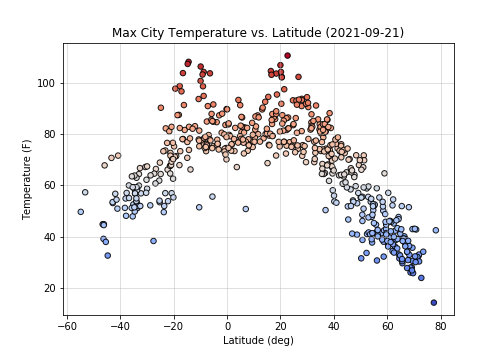 Max City Temperature vs. Latitude (2021-09-21)
100
80
60
40
20
Temperature (F)
−60 −40 −20 0 20 40 60 80
Latitude (deg)